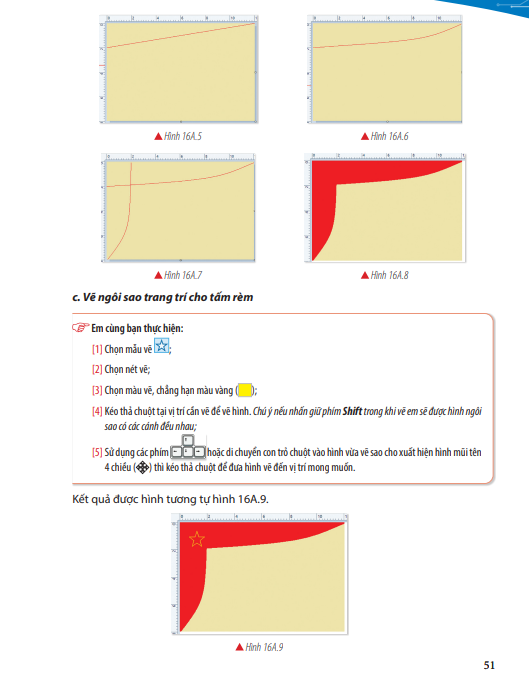 ▲ Hình 16A.5
▲ Hình 16A.6
▲ Hình 16A.7
▲ Hình 16A.8
c. Vẽ ngôi sao trang trí cho tấm rèm
Em cùng bạn thực hiện:
[1] Chọn mẫu vẽ ;
[2] Chọn nét vẽ;
[3] Chọn màu vẽ, chẳng hạn màu vàng ( );
[4] Kéo thả chuột tại vị trí cần vẽ để vẽ hình. Chú ý nếu nhấn giữ phím Shift trong khi vẽ em sẽ được hình ngôi
sao có các cánh đều nhau;
[5] Sử dụng các phím hoặc di chuyển con trỏ chuột vào hình vừa vẽ sao cho xuất hiện hình mũi tên
4 chiều ( ) thì kéo thả chuột để đưa hình vẽ đến vị trí mong muốn.
Kết quả được hình tương tự hình 16A.9.
▲ Hình 16A.9
51